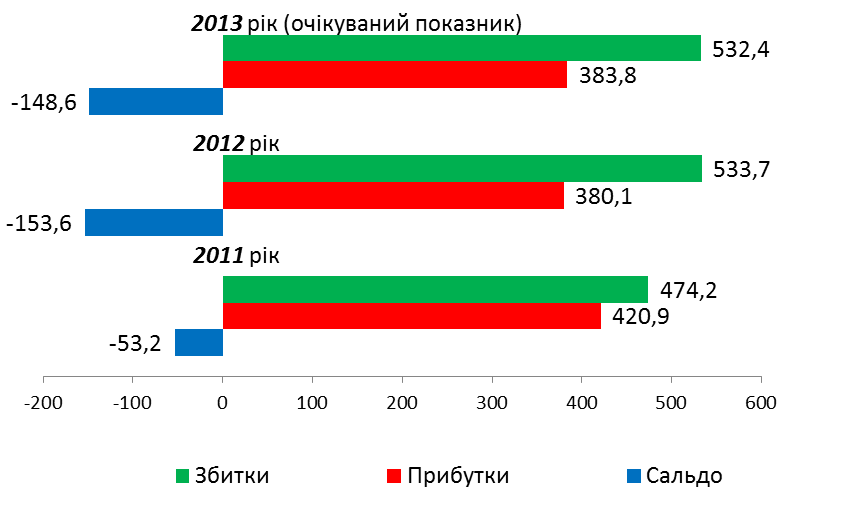 2013 рік (очікуваний показник)
532,4
383,8
-148,6
2012 рік
533,7
380,1
-153,6
2011 рік
474,2
420,9
-53,2
-200 -100 0 100 200 300 400 500 600
Збитки Прибутки Сальдо